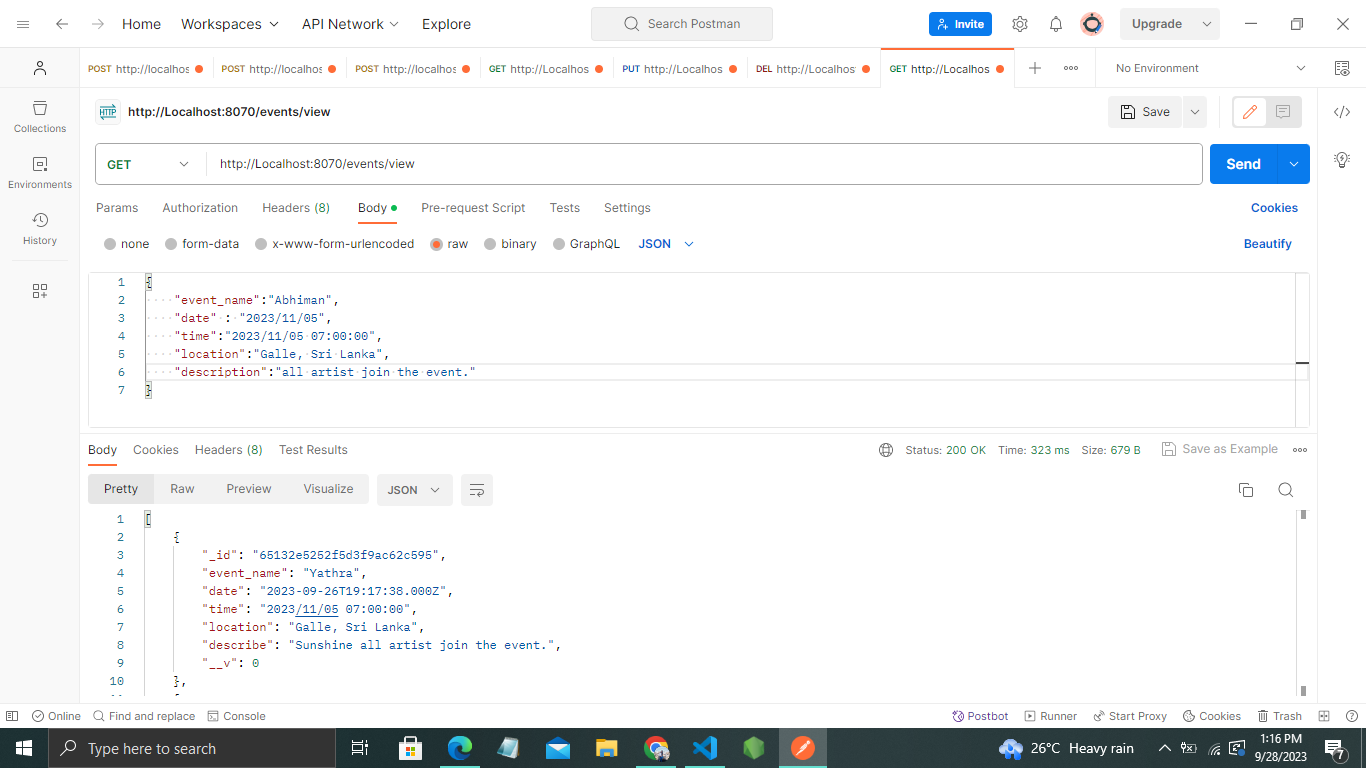 Home Workspaces API Network Explore Search Postman Invite Upgrade
POST http://localhos POST http://localhos POST http://localhos GET http://Localhos PUT http://Localhos DEL http://Localhos GET http://Localhos No Environment
HTTP http://Localhost:8070/events/view Save
Collections
GET http://Localhost:8070/events/view Send
Environments
Params Authorization Headers (8) Body Pre-request Script Tests Settings Cookies
History
none form-data x-www-form-urlencoded raw binary GraphQL JSON Beautify
1 {
2 "event_name":"Abhiman",
3 "date" : "2023/11/05",
4 "time":"2023/11/05 07:00:00",
5 "location":"Galle, Sri Lanka",
6 "description":"all artist join the event."
7 }
Body Cookies Headers (8) Test Results Status: 200 OK Time: 323 ms Size: 679 B Save as Example
Pretty Raw Preview Visualize JSON
1 [
2 {
3 "_id": "65132e5252f5d3f9ac62c595",
4 "event_name": "Yathra",
5 "date": "2023-09-26T19:17:38.000Z",
6 "time": "2023/11/05 07:00:00",
7 "location": "Galle, Sri Lanka",
8 "describe": "Sunshine all artist join the event.",
9 "__v": 0
10 },
Online Find and replace Console Postbot Runner Start Proxy Cookies Trash
Type here to search 26°C Heavy rain 1:16 PM
9/28/2023 7